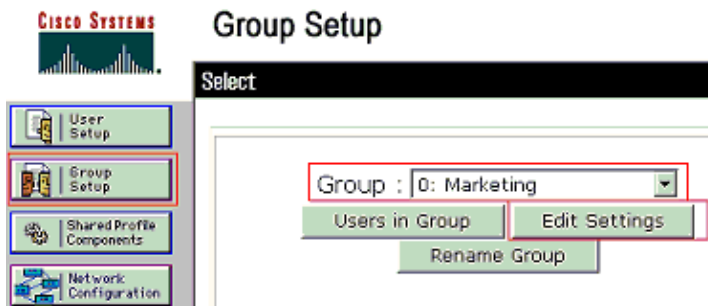 CISCO SYSTEMS
Group Setup
Select
User
Setup
Group
Setup
Shared Profile
Components
Network
Configuration
Group : 0: Marketing
Users in Group
Edit Settings
Rename Group